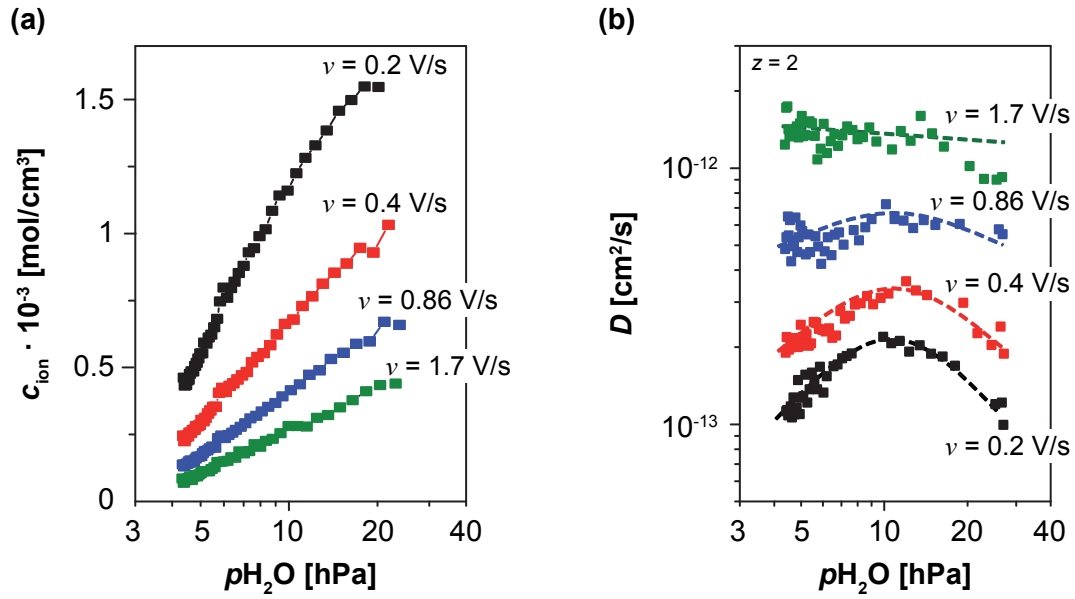 (a)
1.5
1
0.5
0
3
5
10
20
40
c_ion · 10⁻³ [mol/cm³]
pH₂O [hPa]
ν = 0.2 V/s
ν = 0.4 V/s
ν = 0.86 V/s
ν = 1.7 V/s
(b)
z = 2
10⁻¹²
10⁻¹³
3
5
10
20
40
D [cm²/s]
pH₂O [hPa]
ν = 1.7 V/s
ν = 0.86 V/s
ν = 0.4 V/s
ν = 0.2 V/s